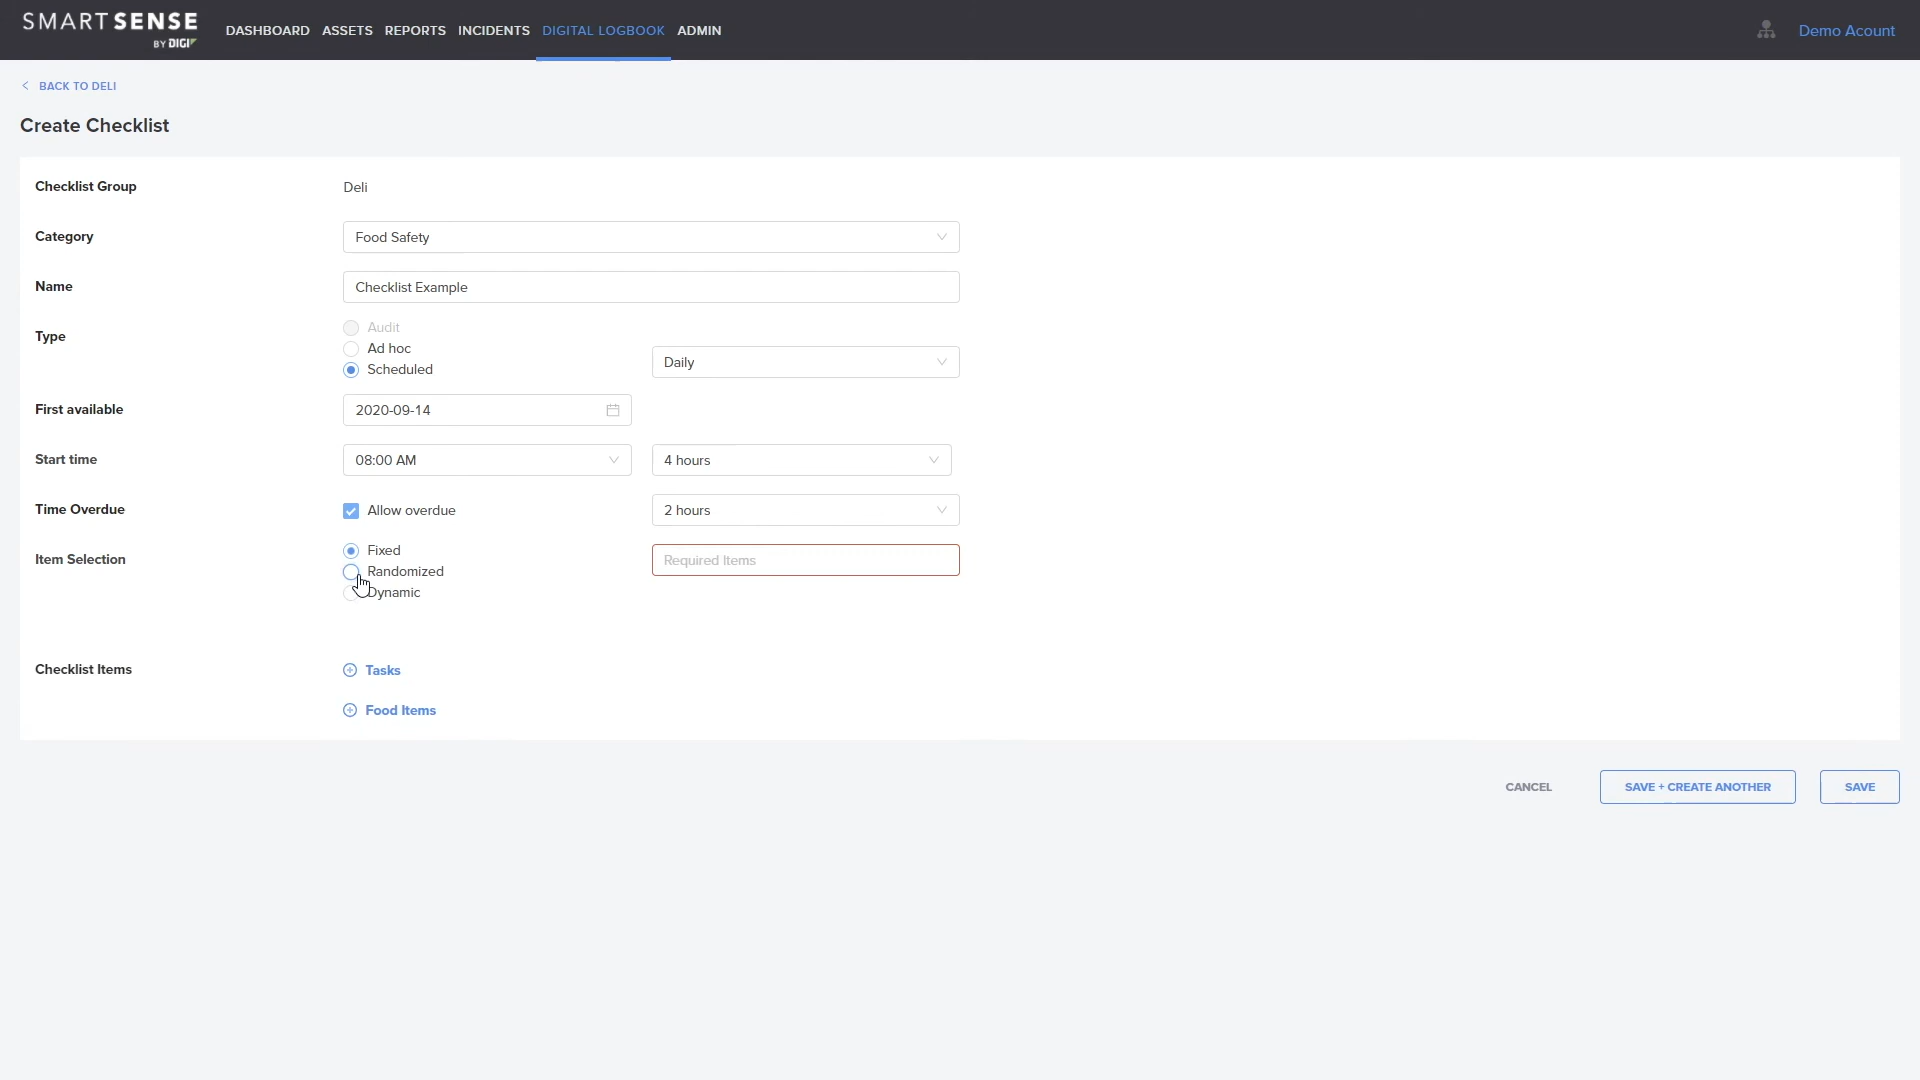 SMARTSENSE
BY DIGI
DASHBOARD ASSETS REPORTS INCIDENTS DIGITAL LOGBOOK ADMIN
Demo Acount
BACK TO DELI
Create Checklist
Checklist Group Deli
Category Food Safety
Name Checklist Example
Type
Audit
Ad hoc
Scheduled Daily
First available 2020-09-14
Start time 08:00 AM 4 hours
Time Overdue Allow overdue 2 hours
Item Selection
Fixed
Required Items
Randomized
Dynamic
Checklist Items Tasks
Food Items
CANCEL SAVE + CREATE ANOTHER SAVE